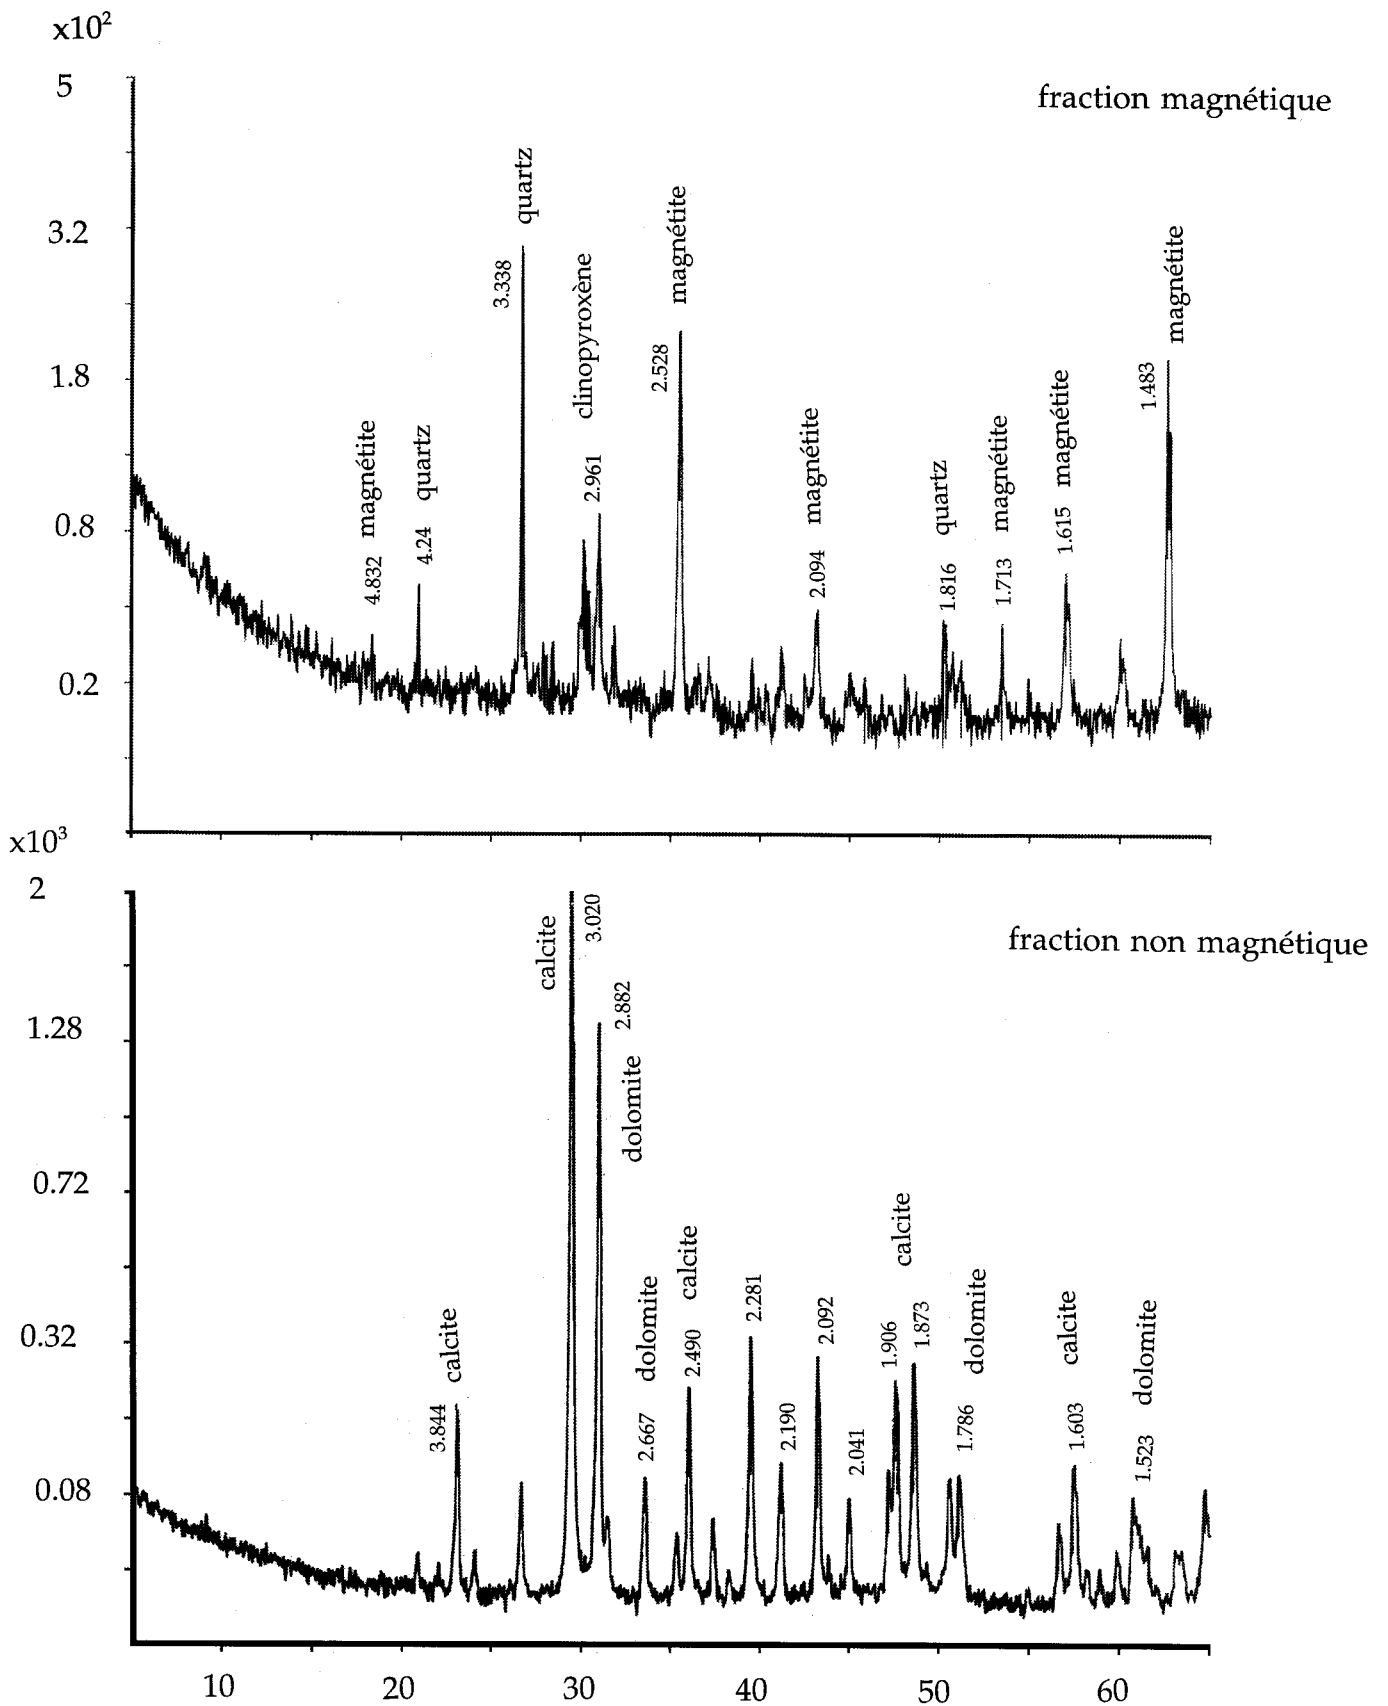 x10²
5
fraction magnétique
3.2
1.8
0.8
0.2
magnétite
4.832
quartz
4.24
quartz
3.338
clinopyroxène
2.961
magnétite
2.528
magnétite
2.094
quartz
1.816
magnétite
1.713
magnétite
1.615
magnétite
1.483
x10³
2
fraction non magnétique
1.28
0.72
0.32
0.08
calcite
3.844
calcite
3.020
2.882
dolomite
dolomite
2.667
calcite
2.490
2.281
2.190
2.092
2.041
calcite
1.906
1.873
dolomite
1.786
calcite
1.603
dolomite
1.523
10 20 30 40 50 60